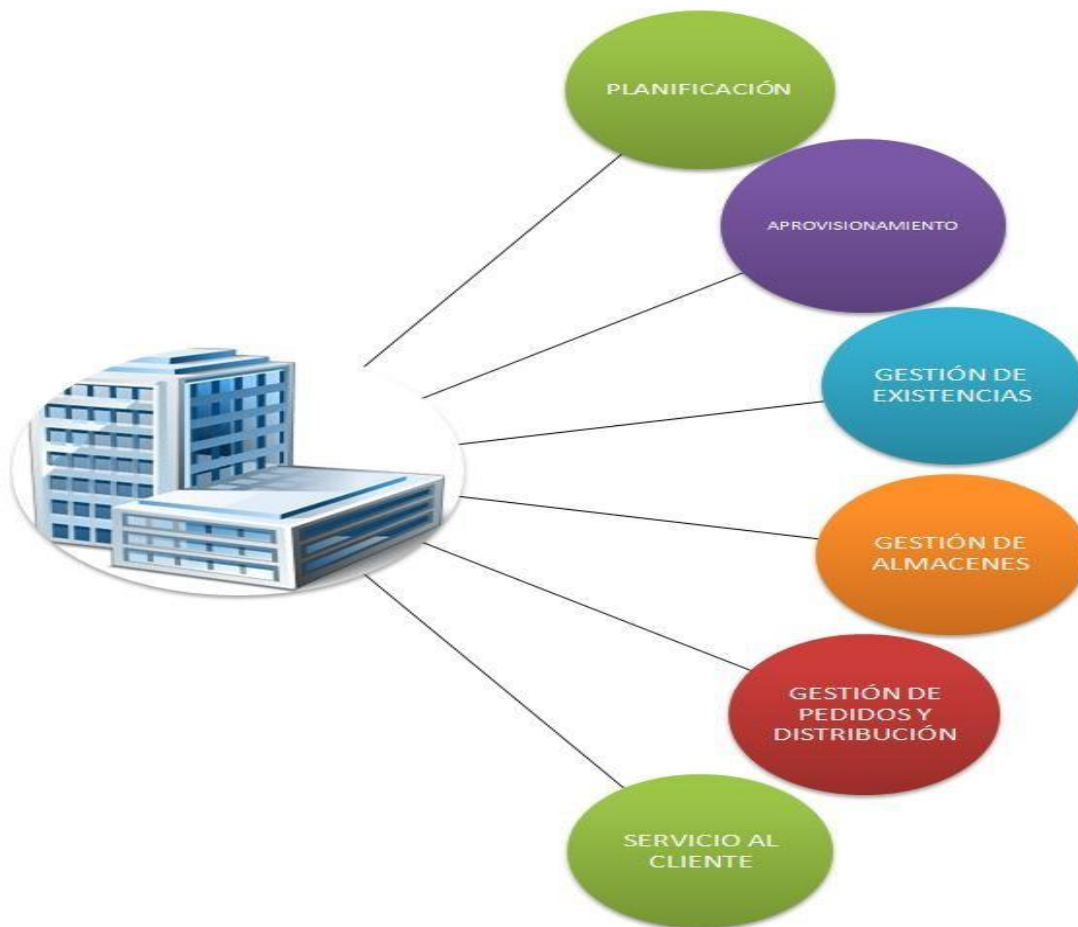 PLANIFICACIÓN
APROVISIONAMIENTO
GESTIÓN DE
EXISTENCIAS
GESTIÓN DE
ALMACENES
GESTIÓN DE
PEDIDOS Y
DISTRIBUCIÓN
SERVICIO AL
CLIENTE